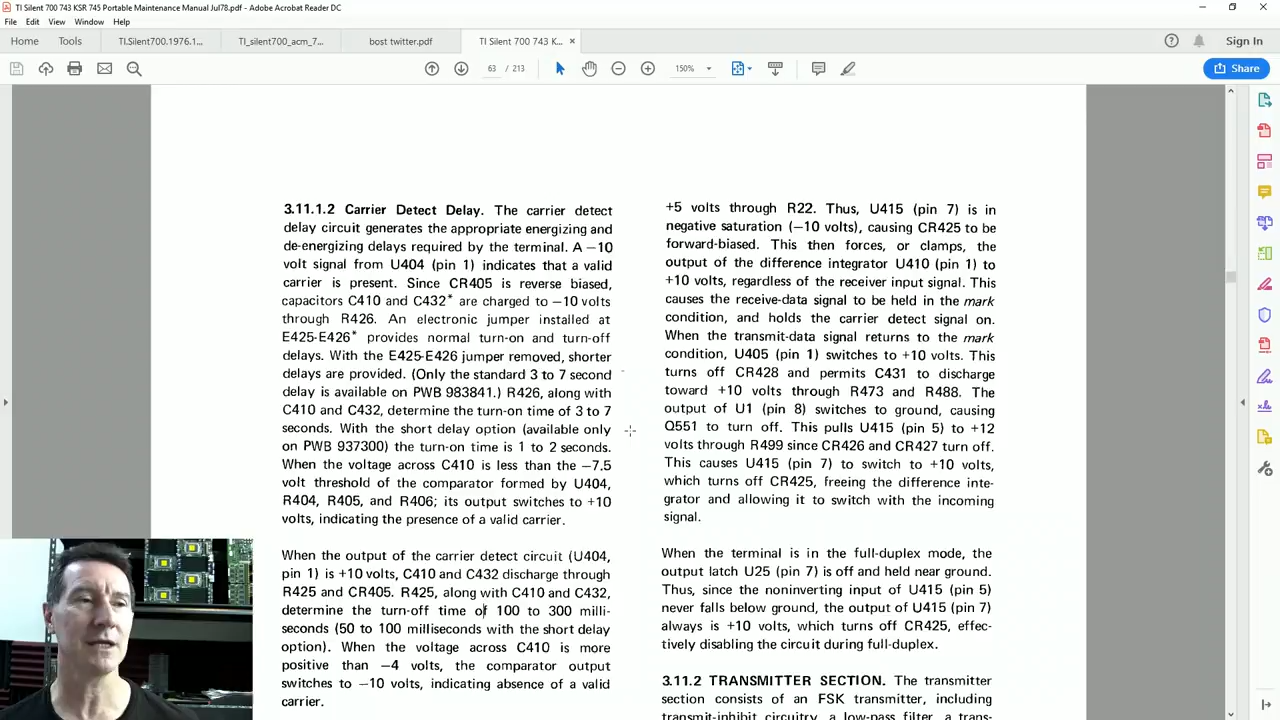 TI Silent 700 743 KSR 745 Portable Maintenance Manual Jul78.pdf - Adobe Acrobat Reader DC
File Edit View Window Help
Home Tools TI.Silent700.1976.1... TI_silent700_acm_7... bost twitter.pdf TI Silent 700 743 K... × Sign In
63 / 213 150% Share
3.11.1.2 Carrier Detect Delay. The carrier detect
delay circuit generates the appropriate energizing and
de-energizing delays required by the terminal. A −10
volt signal from U404 (pin 1) indicates that a valid
carrier is present. Since CR405 is reverse biased,
capacitors C410 and C432* are charged to −10 volts
through R426. An electronic jumper installed at
E425-E426* provides normal turn-on and turn-off
delays. With the E425-E426 jumper removed, shorter
delays are provided. (Only the standard 3 to 7 second
delay is available on PWB 983841.) R426, along with
C410 and C432, determine the turn-on time of 3 to 7
seconds. With the short delay option (available only
on PWB 937300) the turn-on time is 1 to 2 seconds.
When the voltage across C410 is less than the −7.5
volt threshold of the comparator formed by U404,
R404, R405, and R406; its output switches to +10
volts, indicating the presence of a valid carrier.
When the output of the carrier detect circuit (U404,
pin 1) is +10 volts, C410 and C432 discharge through
R425 and CR405. R425, along with C410 and C432,
determine the turn-off time of 100 to 300 milli-
seconds (50 to 100 milliseconds with the short delay
option). When the voltage across C410 is more
positive than −4 volts, the comparator output
switches to −10 volts, indicating absence of a valid
carrier.
+5 volts through R22. Thus, U415 (pin 7) is in
negative saturation (−10 volts), causing CR425 to be
forward-biased. This then forces, or clamps, the
output of the difference integrator U410 (pin 1) to
+10 volts, regardless of the receiver input signal. This
causes the receive-data signal to be held in the mark
condition, and holds the carrier detect signal on.
When the transmit-data signal returns to the mark
condition, U405 (pin 1) switches to +10 volts. This
turns off CR428 and permits C431 to discharge
toward +10 volts through R473 and R488. The
output of U1 (pin 8) switches to ground, causing
Q551 to turn off. This pulls U415 (pin 5) to +12
volts through R499 since CR426 and CR427 turn off.
This causes U415 (pin 7) to switch to +10 volts,
which turns off CR425, freeing the difference inte-
grator and allowing it to switch with the incoming
signal.
When the terminal is in the full-duplex mode, the
output latch U25 (pin 7) is off and held near ground.
Thus, since the noninverting input of U415 (pin 5)
never falls below ground, the output of U415 (pin 7)
always is +10 volts, which turns off CR425, effec-
tively disabling the circuit during full-duplex.
3.11.2 TRANSMITTER SECTION. The transmitter
section consists of an FSK transmitter, including
transmit-inhibit circuitry, a low-pass filter, a trans-